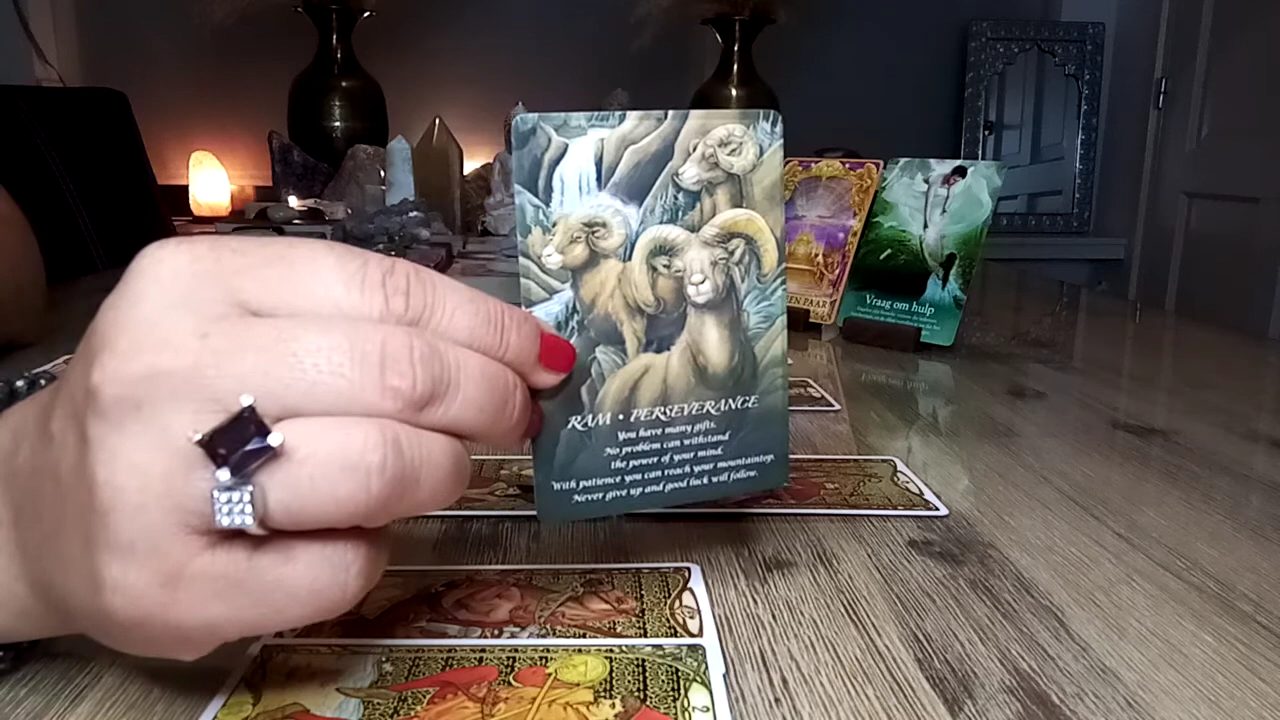 RAM • PERSEVERANCE
You have many gifts.
No problem can withstand
the power of your mind.
With patience you can reach your mountaintop.
Never give up and good luck will follow.
EN PAAR
Vraag om hulp
2